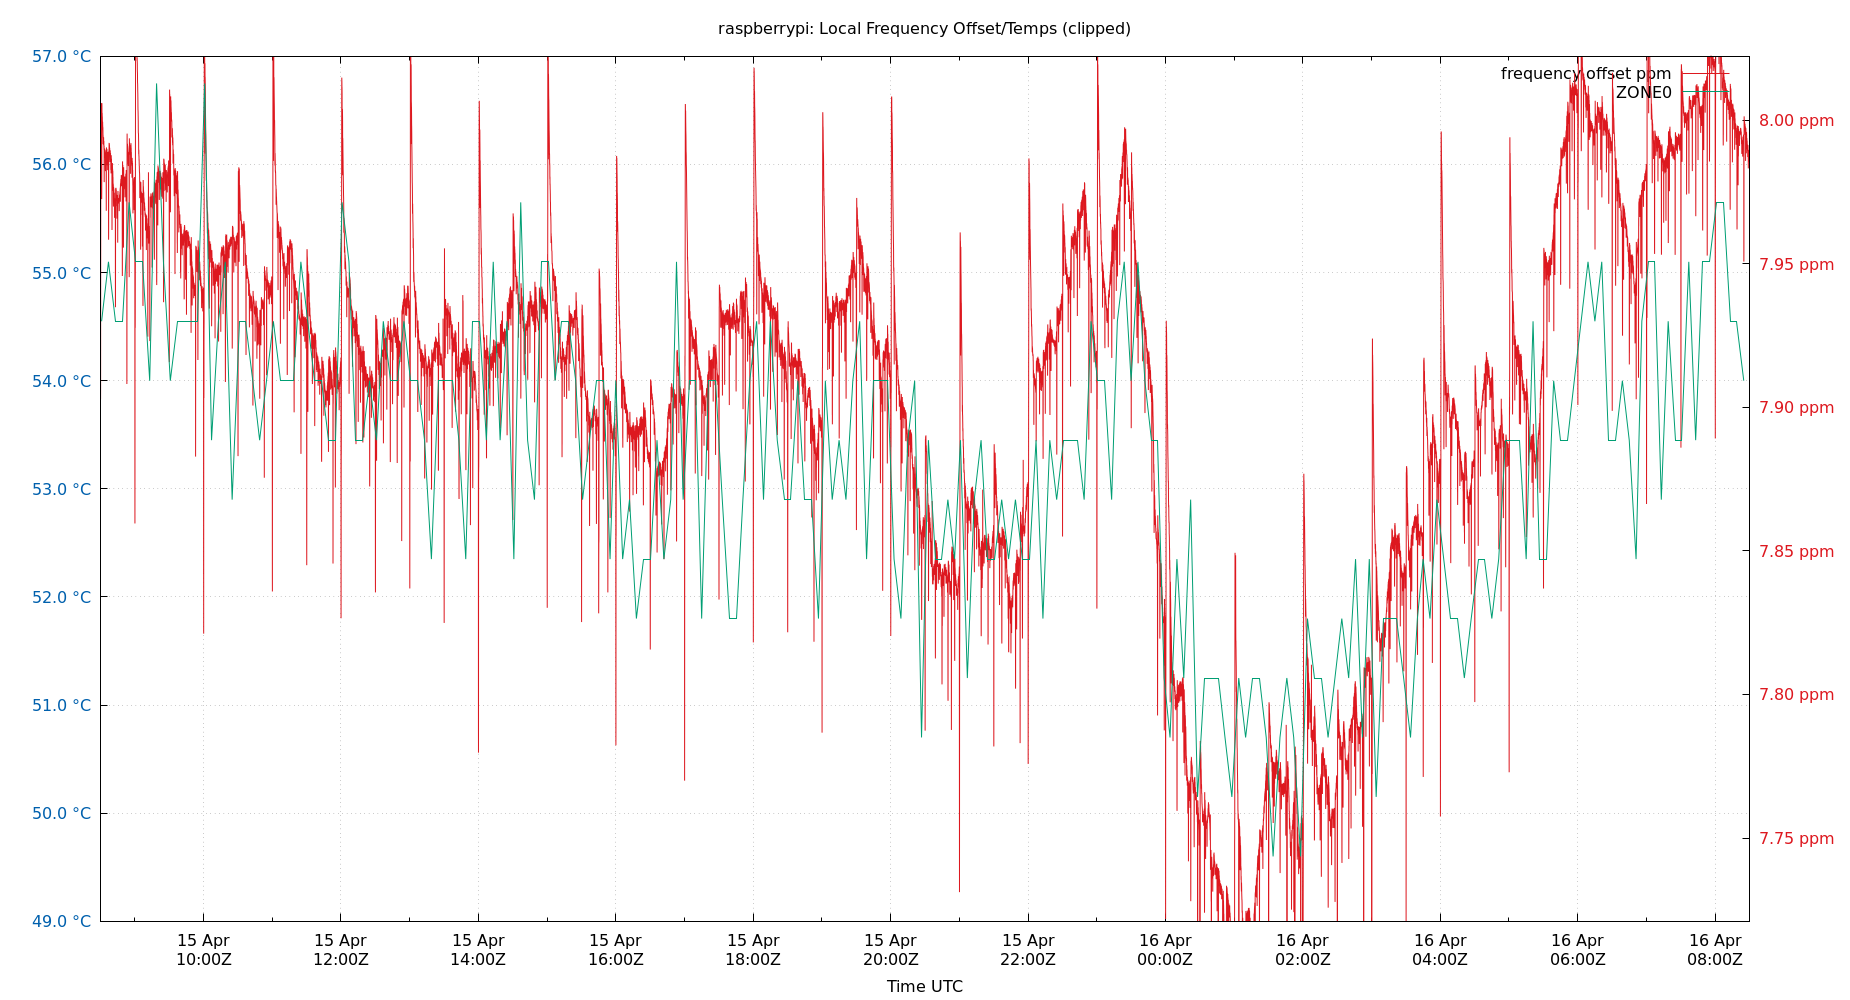 raspberrypi: Local Frequency Offset/Temps (clipped)
57.0 °C
56.0 °C
55.0 °C
54.0 °C
53.0 °C
52.0 °C
51.0 °C
50.0 °C
49.0 °C
frequency offset ppm
ZONE0
8.00 ppm
7.95 ppm
7.90 ppm
7.85 ppm
7.80 ppm
7.75 ppm
15 Apr 15 Apr 15 Apr 15 Apr 15 Apr 15 Apr 15 Apr 16 Apr 16 Apr 16 Apr 16 Apr 16 Apr
10:00Z 12:00Z 14:00Z 16:00Z 18:00Z 20:00Z 22:00Z 00:00Z 02:00Z 04:00Z 06:00Z 08:00Z
Time UTC